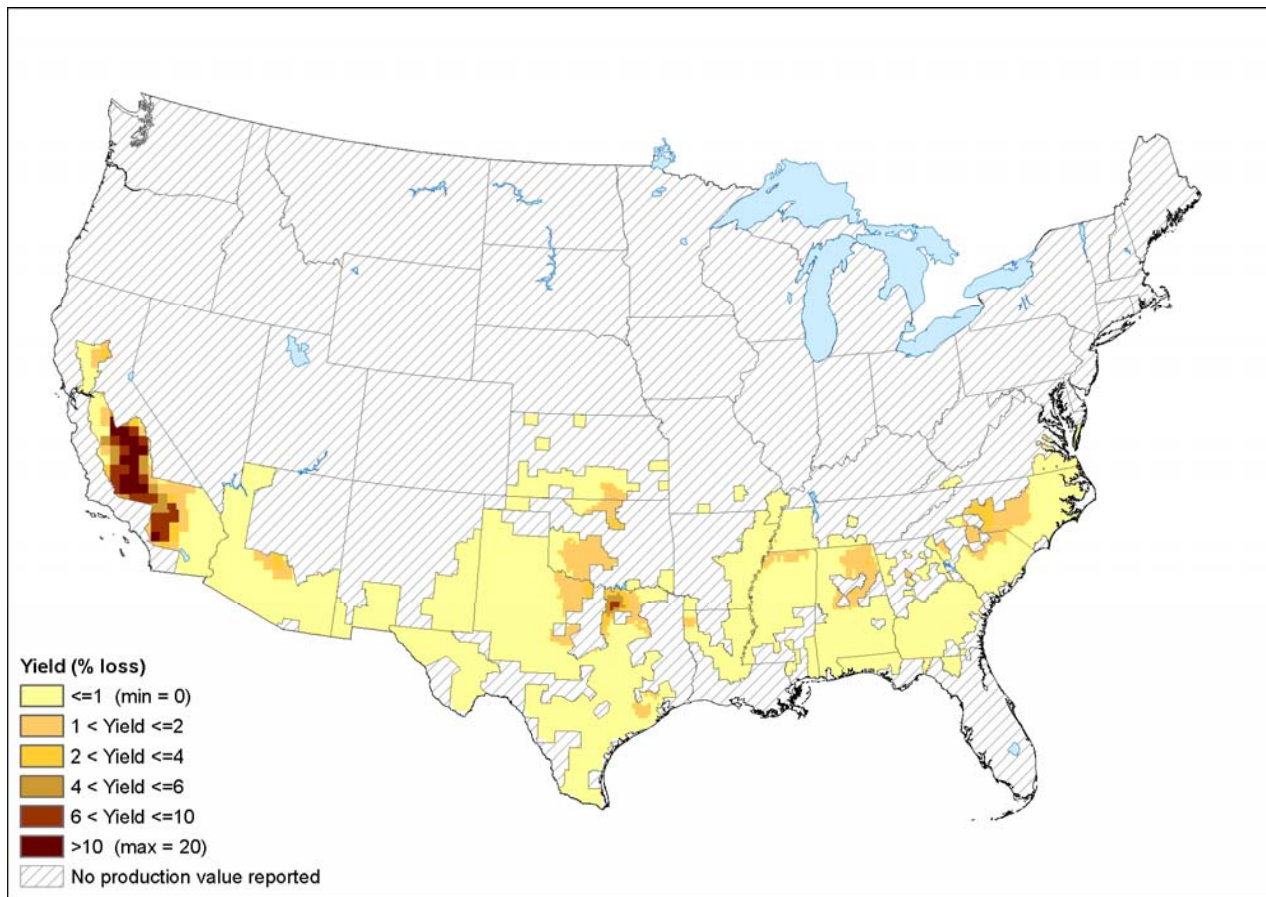 Yield (% loss)
<=1 (min = 0)
1 < Yield <=2
2 < Yield <=4
4 < Yield <=6
6 < Yield <=10
>10 (max = 20)
No production value reported